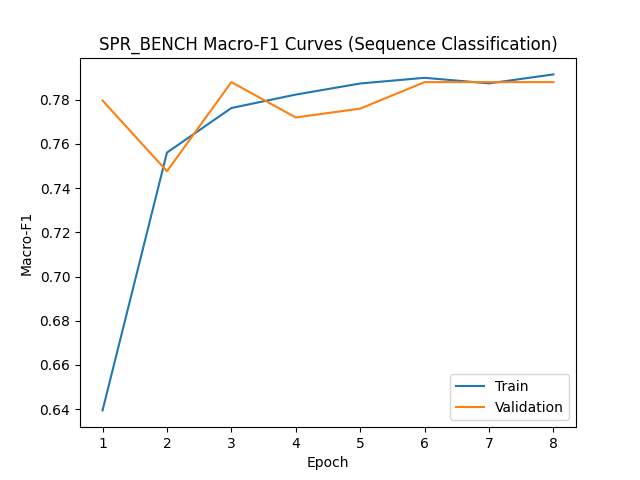 SPR_BENCH Macro-F1 Curves (Sequence Classification)
Macro-F1
0.78
0.76
0.74
0.72
0.70
0.68
0.66
0.64
1 2 3 4 5 6 7 8
Epoch
Train
Validation